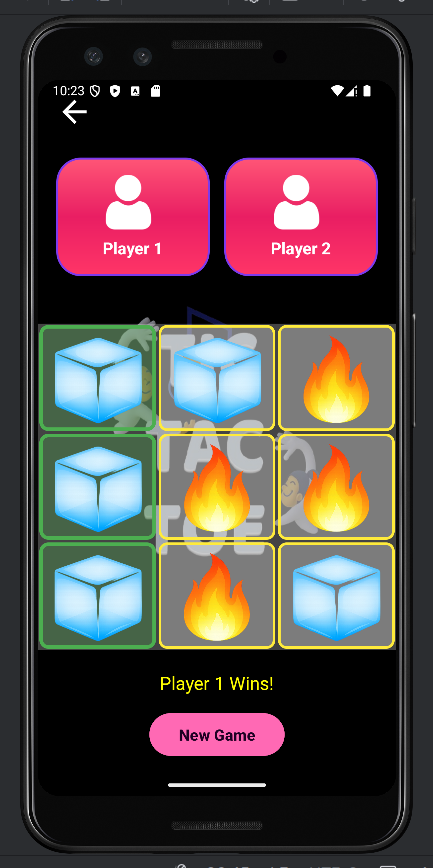 10:23
Player 1
Player 2
TIC
TAC
TOE
Player 1 Wins!
New Game